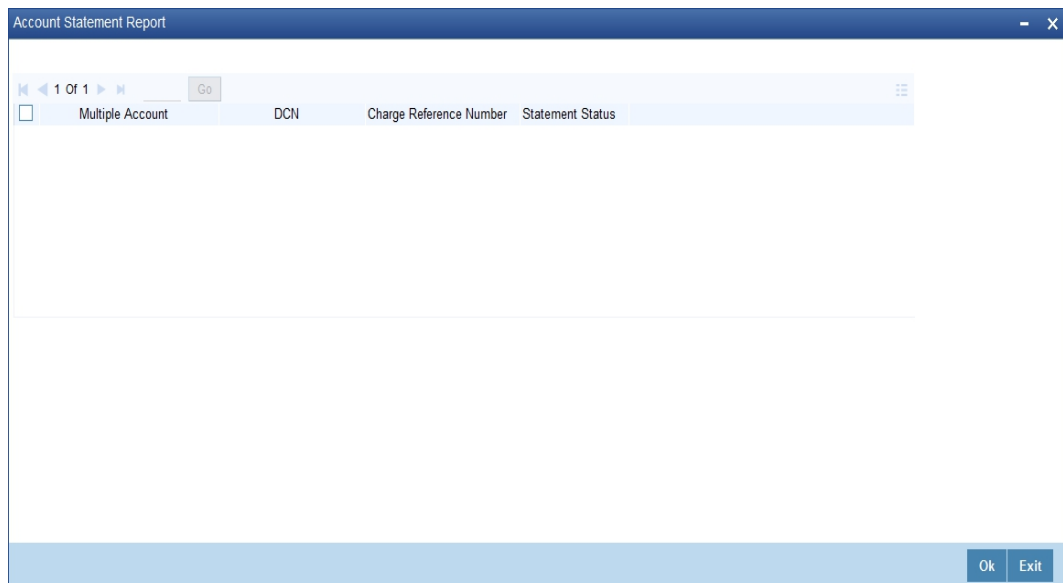 Account Statement Report
1 Of 1 Go
Multiple Account DCN Charge Reference Number Statement Status
Ok Exit